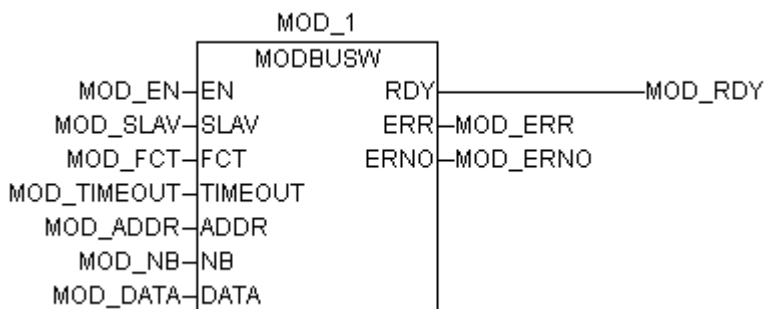 MOD_1
MODBUSW
MOD_EN EN RDY MOD_RDY
MOD_SLAV SLAV ERR MOD_ERR
MOD_FCT FCT ERNO MOD_ERNO
MOD_TIMEOUT TIMEOUT
MOD_ADDR ADDR
MOD_NB NB
MOD_DATA DATA